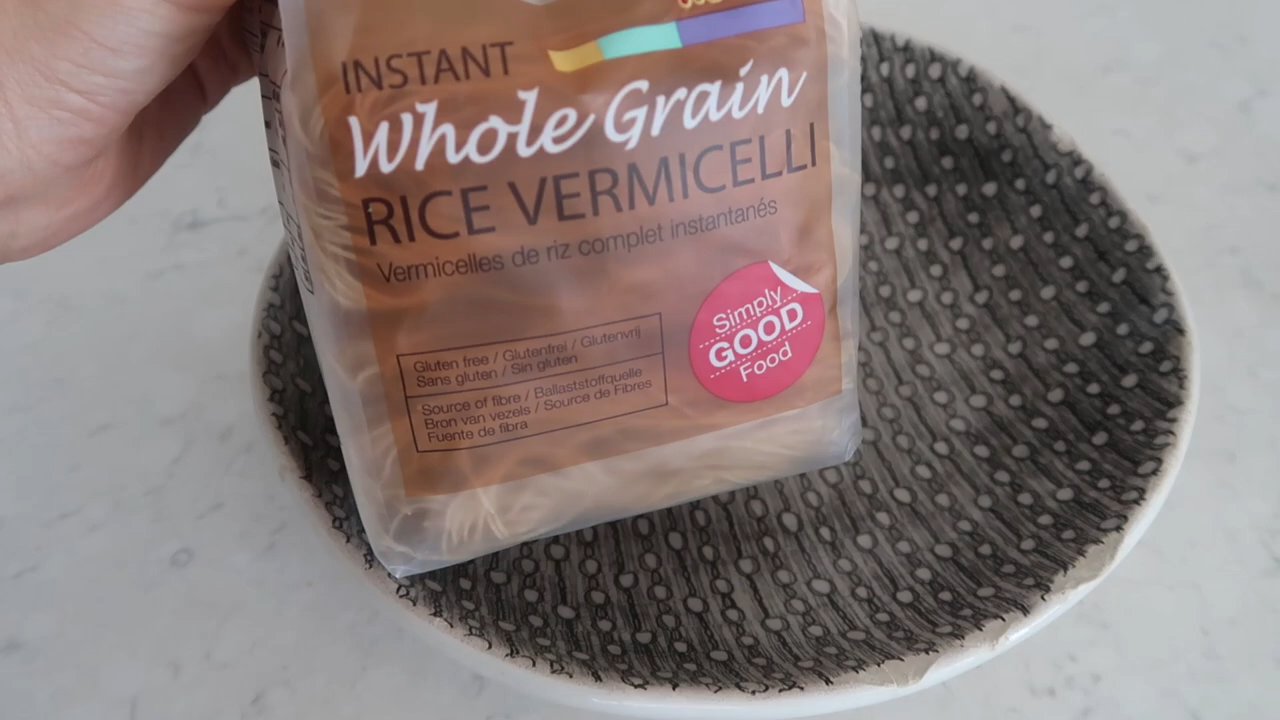 INSTANT
Whole Grain
RICE VERMICELLI
Vermicelles de riz complet instantanés
Simply
GOOD
Food
Gluten free / Glutenfrei / Glutenvrij
Sans gluten / Sin gluten
Source of fibre / Ballaststoffquelle
Bron van vezels / Source de Fibres
Fuente de fibra